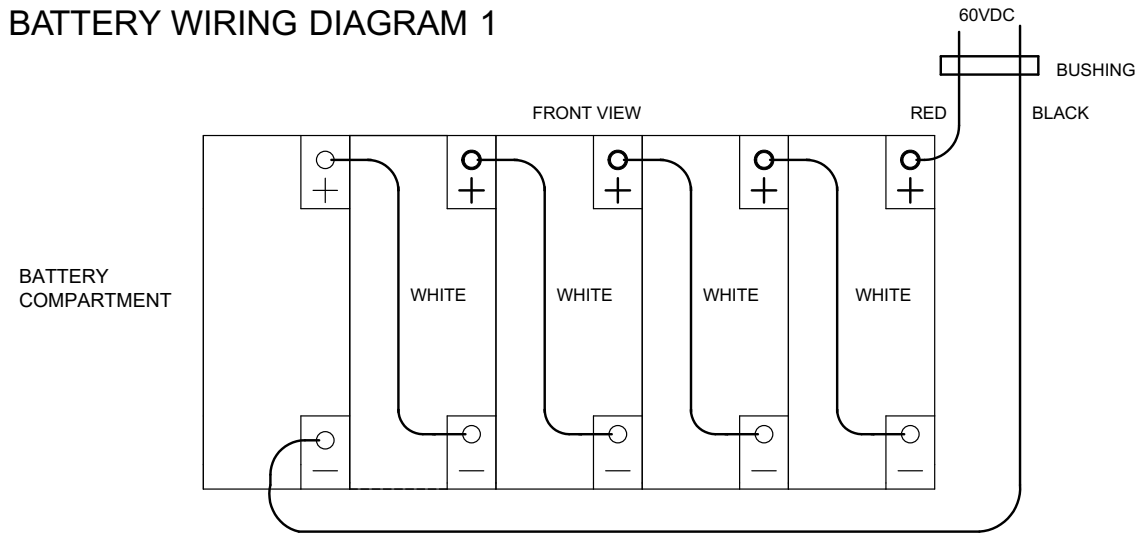 BATTERY WIRING DIAGRAM 1
60VDC
BUSHING
FRONT VIEW
RED
BLACK
+ + + + +
BATTERY
COMPARTMENT
WHITE WHITE WHITE WHITE
− − − − −